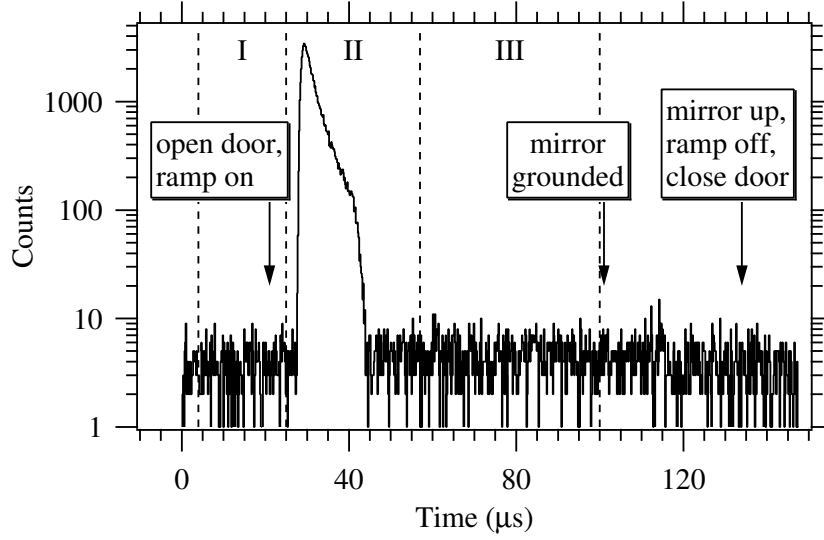 I
II
III
1000
100
10
1
Counts
open door,
ramp on
mirror
grounded
mirror up,
ramp off,
close door
0
40
80
120
Time (μs)